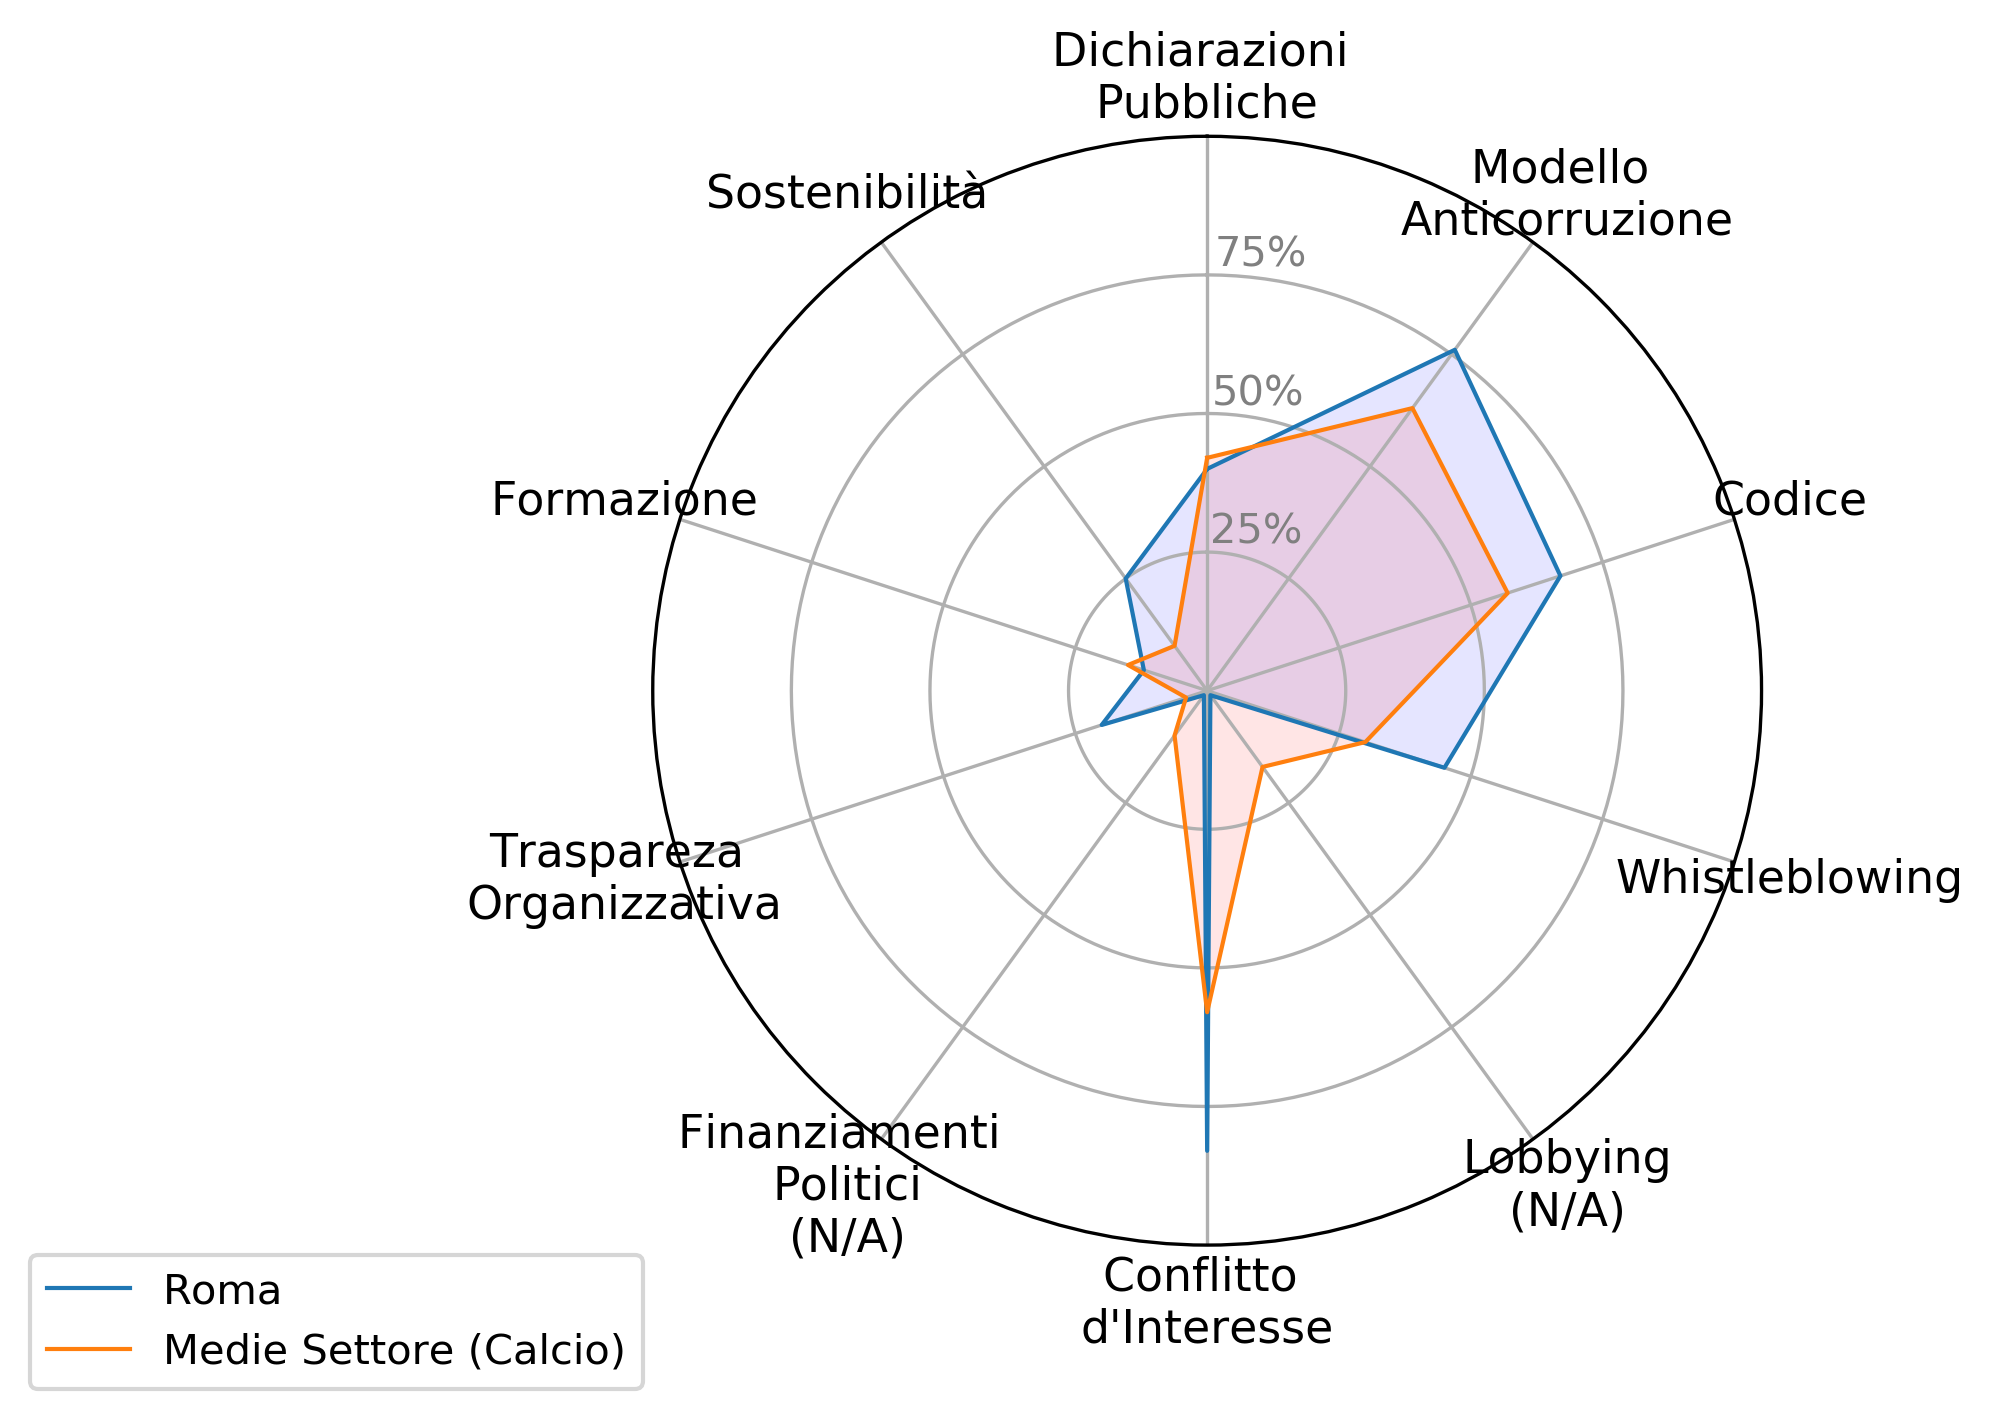 Dichiarazioni
Pubbliche
Modello
Anticorruzione
Sostenibilità
75%
50%
Formazione
Codice
25%
Traspareza
Organizzativa
Whistleblowing
Finanziamenti
Politici
(N/A)
Lobbying
(N/A)
Conflitto
d'Interesse
Roma
Medie Settore (Calcio)